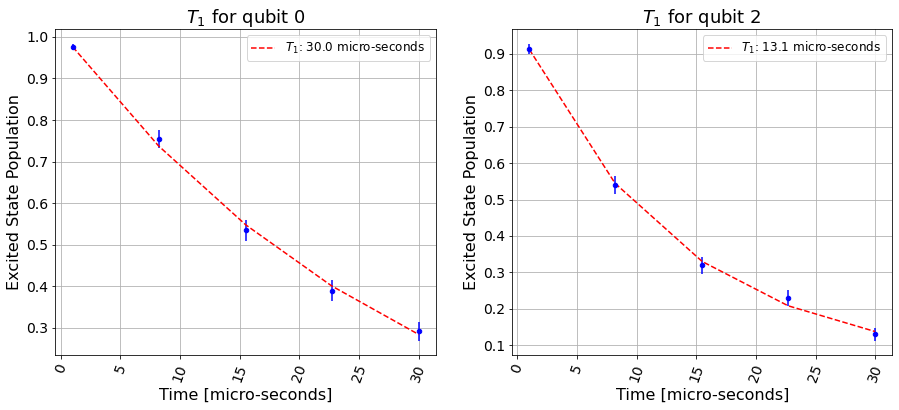 T₁ for qubit 0
T₁: 30.0 micro-seconds
Excited State Population
1.0
0.9
0.8
0.7
0.6
0.5
0.4
0.3
0 5 10 15 20 25 30
Time [micro-seconds]
T₁ for qubit 2
T₁: 13.1 micro-seconds
Excited State Population
0.9
0.8
0.7
0.6
0.5
0.4
0.3
0.2
0.1
0 5 10 15 20 25 30
Time [micro-seconds]